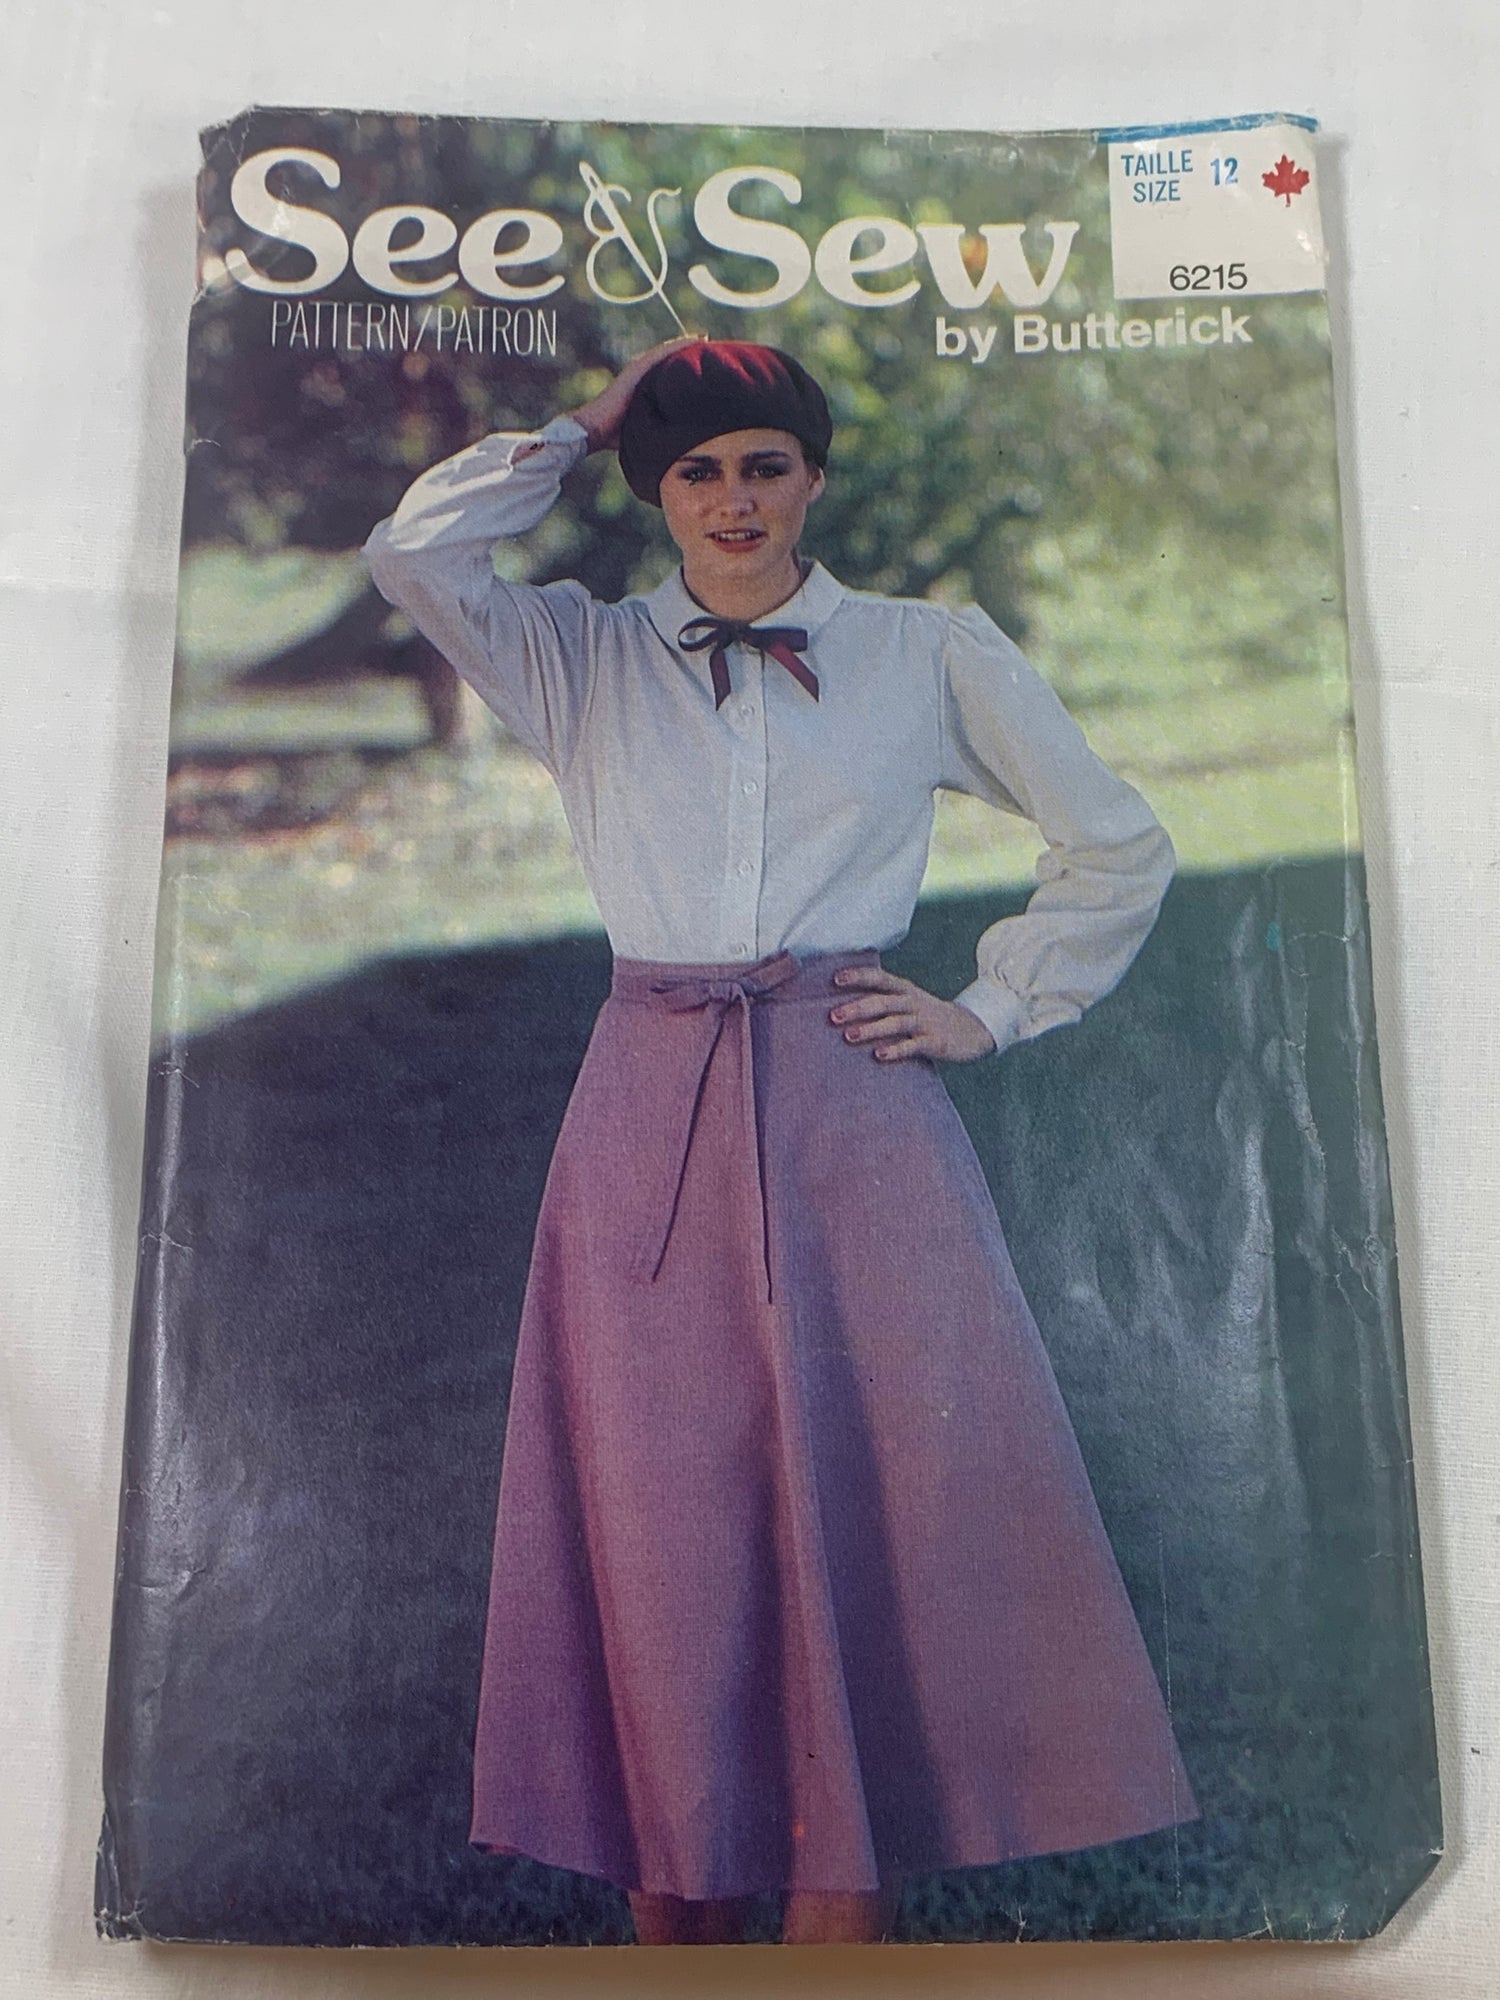 See & Sew
PATTERN/PATRON
by Butterick
TAILLE
SIZE 12
6215